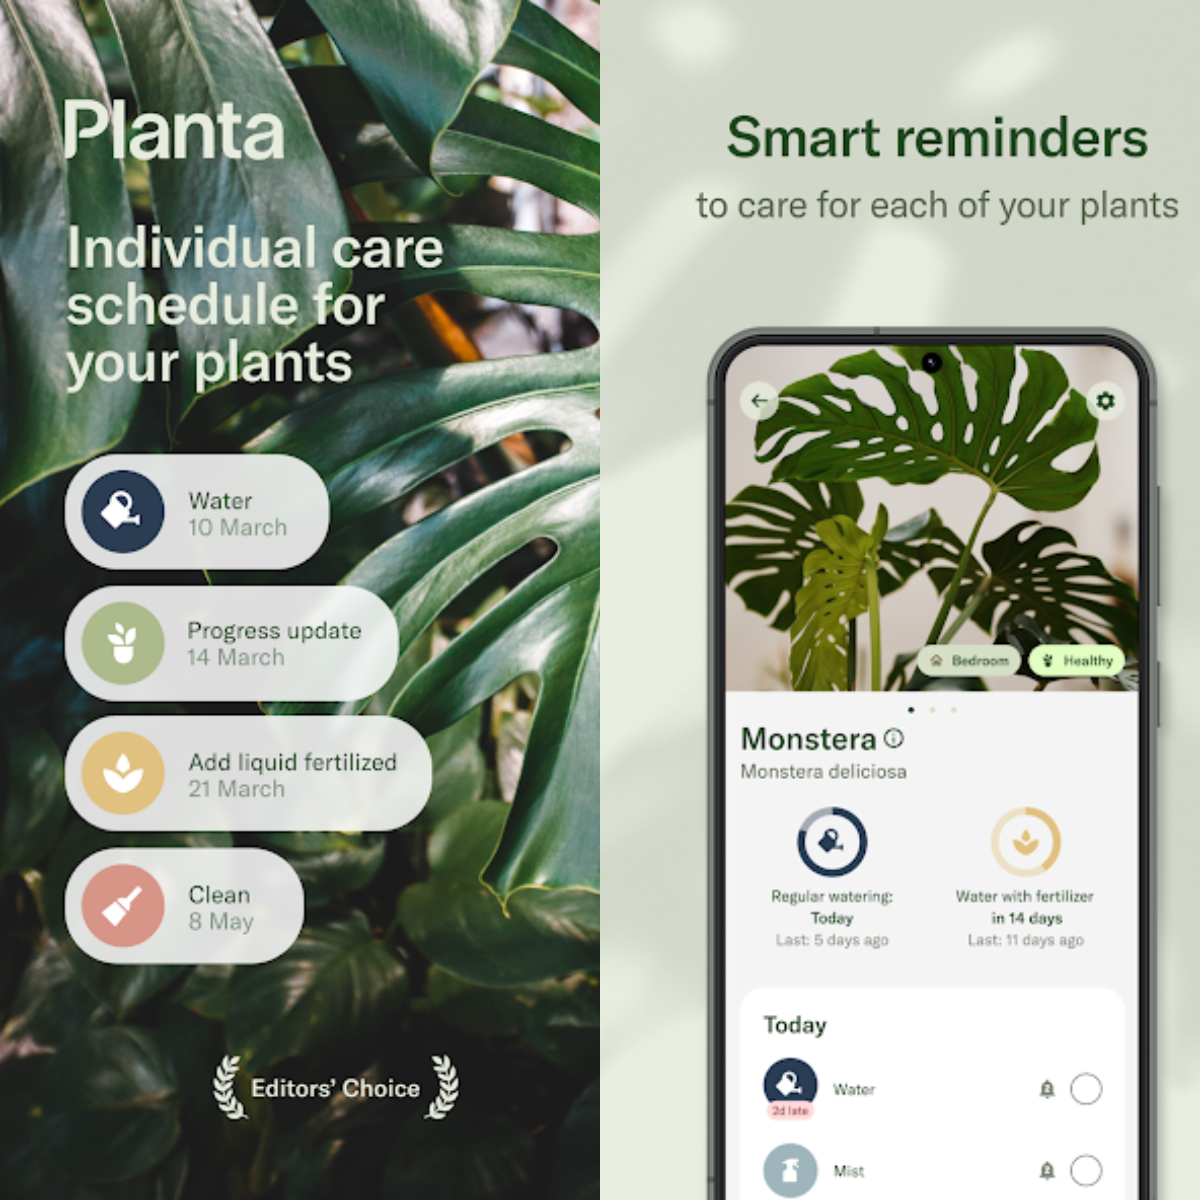 Planta
Individual care
schedule for
your plants
Water
10 March
Progress update
14 March
Add liquid fertilized
21 March
Clean
8 May
Editors’ Choice
Smart reminders
to care for each of your plants
Bedroom
Healthy
Monstera
Monstera deliciosa
Regular watering:
Today
Last: 5 days ago
Water with fertilizer
in 14 days
Last: 11 days ago
Today
Water
2d late
Mist